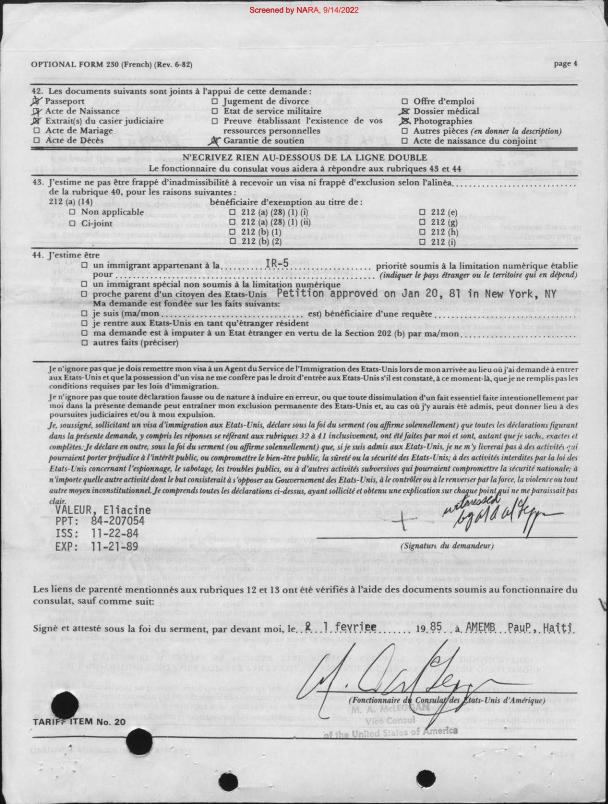 Screened by NARA, 9/14/2022
OPTIONAL FORM 230 (French) (Rev. 6-82) page 4
42. Les documents suivants sont joints à l'appui de cette demande:
Passeport □ Jugement de divorce □ Offre d'emploi
Acte de Naissance □ Etat de service militaire Dossier médical
Extrait(s) du casier judiciaire □ Preuve établissant l'existence de vos Photographies
□ Acte de Mariage ressources personnelles □ Autres pièces (en donner la description)
□ Acte de Décès Garantie de soutien □ Acte de naissance du conjoint
N'ECRIVEZ RIEN AU-DESSOUS DE LA LIGNE DOUBLE
Le fonctionnaire du consulat vous aidera à répondre aux rubriques 43 et 44
43. J'estime ne pas être frappé d'inadmissibilité à recevoir un visa ni frappé d'exclusion selon l'alinéa
de la rubrique 40, pour les raisons suivantes:
212 (a) (14) bénéficiaire d'exemption au titre de:
□ Non applicable □ 212 (a) (28) (1) (i) □ 212 (e)
□ Ci-joint □ 212 (a) (28) (1) (ii) □ 212 (g)
□ 212 (b) (1) □ 212 (h)
□ 212 (b) (2) □ 212 (i)
44. J'estime être
□ un immigrant appartenant à la IR-5 priorité soumis à la limitation numérique établie
pour (indiquer le pays étranger ou le territoire qui en dépend)
□ un immigrant spécial non soumis à la limitation numérique
□ proche parent d'un citoyen des Etats-Unis Petition approved on Jan 20, 81 in New York, NY
Ma demande est fondée sur les faits suivants:
□ je suis (ma/mon est) bénéficiaire d'une requête
□ je rentre aux Etats-Unis en tant qu'étranger résident
□ ma demande est à imputer à un Etat étranger en vertu de la Section 202 (b) par ma/mon
□ autres faits (préciser)
Je n'ignore pas que je dois remettre mon visa à un Agent du Service de l'Immigration des Etats-Unis lors de mon arrivée au lieu où j'ai demandé à entrer
aux Etats-Unis et que la possession d'un visa ne me confère pas le droit d'entrée aux Etats-Unis s'il est constaté, à ce moment-là, que je ne remplis pas les
conditions requises par les lois d'immigration.
Je n'ignore pas que toute déclaration fausse ou de nature à induire en erreur, ou que toute dissimulation d'un fait essentiel faite intentionellement par
moi dans la présente demande peut entraîner mon exclusion permanente des Etats-Unis et, au cas où j'y aurais été admis, peut donner lieu à des
poursuites judiciaires et/ou à mon expulsion.
Je, soussigné, sollicitant un visa d'immigration aux Etats-Unis, déclare sous la foi du serment (ou affirme solennellement) que toutes les déclarations figurant
dans la présente demande, y compris les réponses se référant aux rubriques 32 à 41 inclusivement, ont été faites par moi et sont, autant que je sache, exactes et
complètes. Je déclare en outre, sous la foi du serment (ou affirme solennellement) que, si je suis admis aux Etats-Unis, je ne m'y livrerai pas à des activités qui
pourraient porter préjudice à l'intérêt public, ou compromettre le bien-être public, la sûreté ou la sécurité des Etats-Unis; à des activités interdites par la loi des
Etats-Unis concernant l'espionnage, le sabotage, les troubles publics, ou à d'autres activités subversives qui pourraient compromettre la sécurité nationale; à
n'importe quelle autre activité dont le but consisterait à s'opposer au Gouvernement des Etats-Unis, à le contrôler ou à le renverser par la force, la violence ou tout
autre moyen inconstitutionnel. Je comprends toutes les déclarations ci-dessus, ayant sollicité et obtenu une explication sur chaque point qui ne me paraissait pas
clair.
witnessed
VALEUR, Eliacine
PPT: 84-207054
ISS: 11-22-84
EXP: 11-21-89
(Signature du demandeur)
Les liens de parenté mentionnés aux rubriques 12 et 13 ont été vérifiés à l'aide des documents soumis au fonctionnaire du
consulat, sauf comme suit:
Signé et attesté sous la foi du serment, par devant moi, le 1 fevriee 19 85 à AMEMB PauP, Haiti
(Fonctionnaire du Consulat des Etats-Unis d'Amérique)
M. A. McLEGGAN
Vice Consul
of the United States of America
TARIFF ITEM No. 20